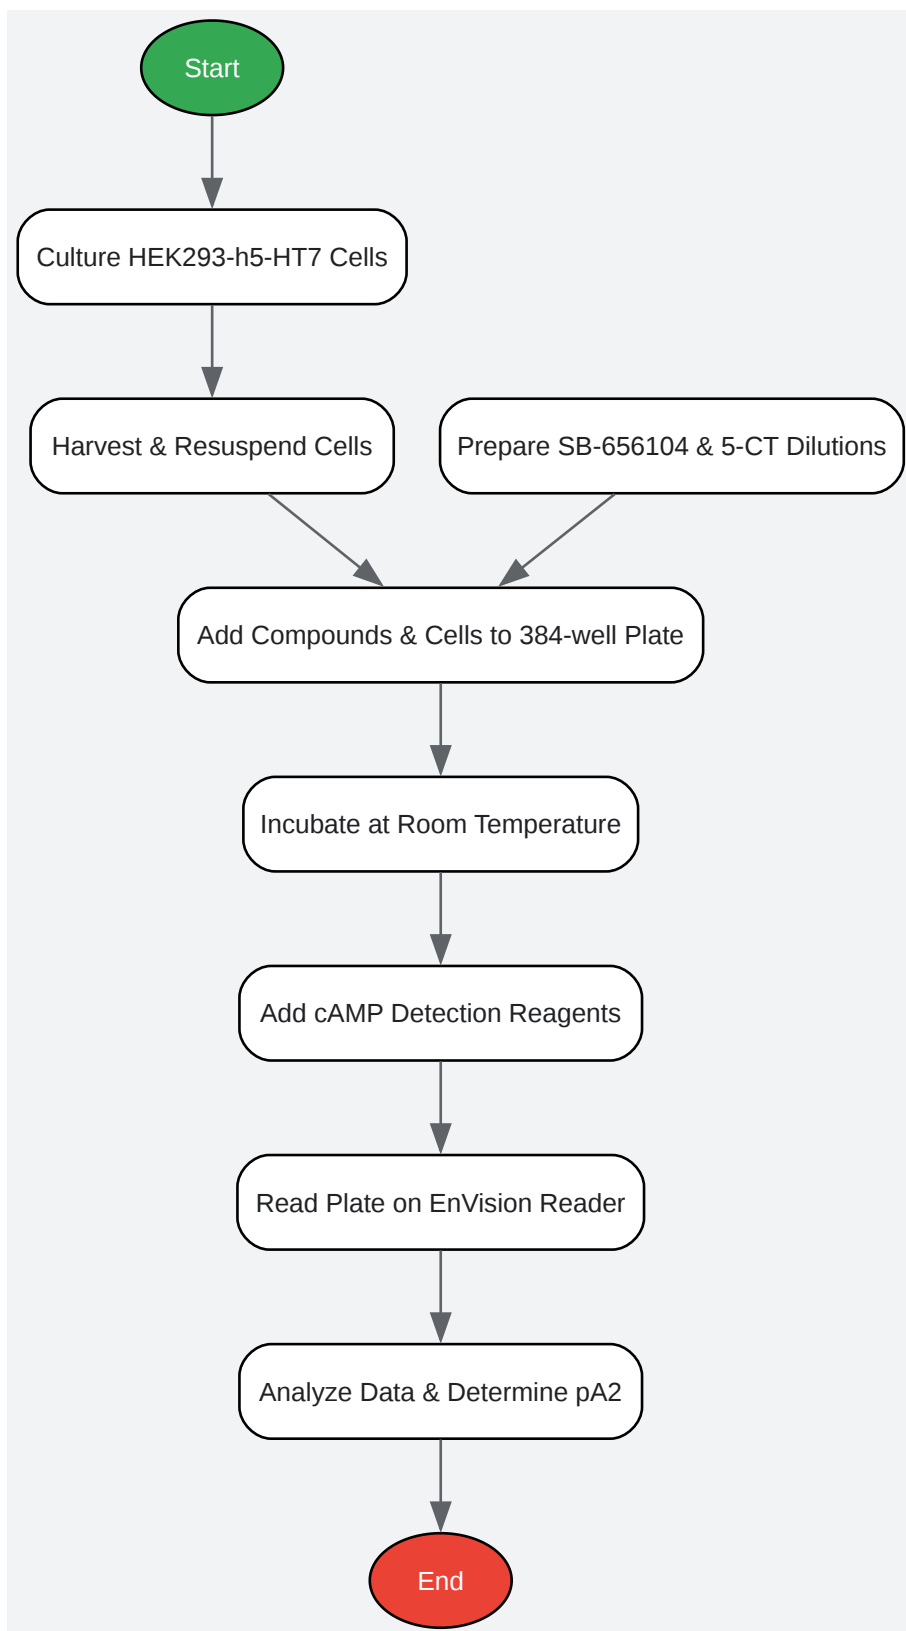 Start
Culture HEK293-h5-HT7 Cells
Harvest & Resuspend Cells
Prepare SB-656104 & 5-CT Dilutions
Add Compounds & Cells to 384-well Plate
Incubate at Room Temperature
Add cAMP Detection Reagents
Read Plate on EnVision Reader
Analyze Data & Determine pA2
End